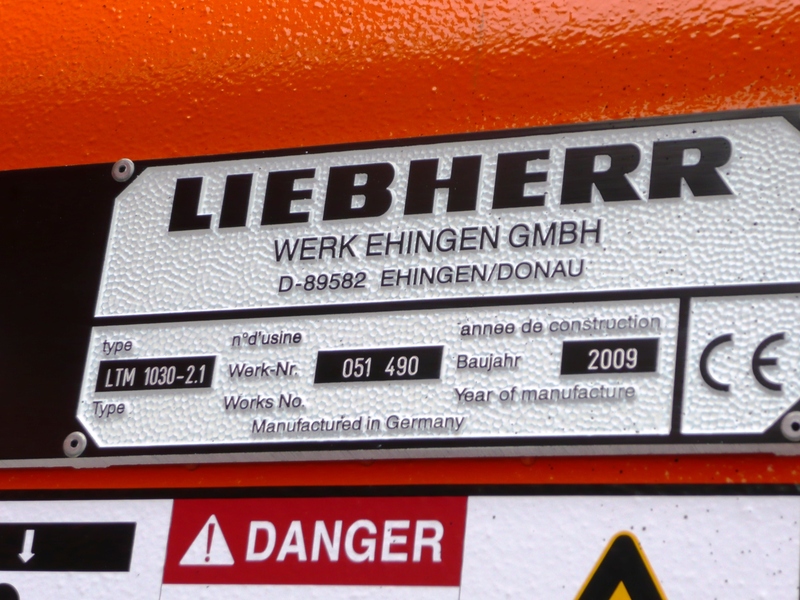 LIEBHERR
WERK EHINGEN GMBH
D-89582 EHINGEN/DONAU
type n°d'usine annee de construction
LTM 1030-2.1 Werk-Nr. 051 490 Baujahr 2009
Type Works No. Year of manufacture
Manufactured in Germany
CE
DANGER